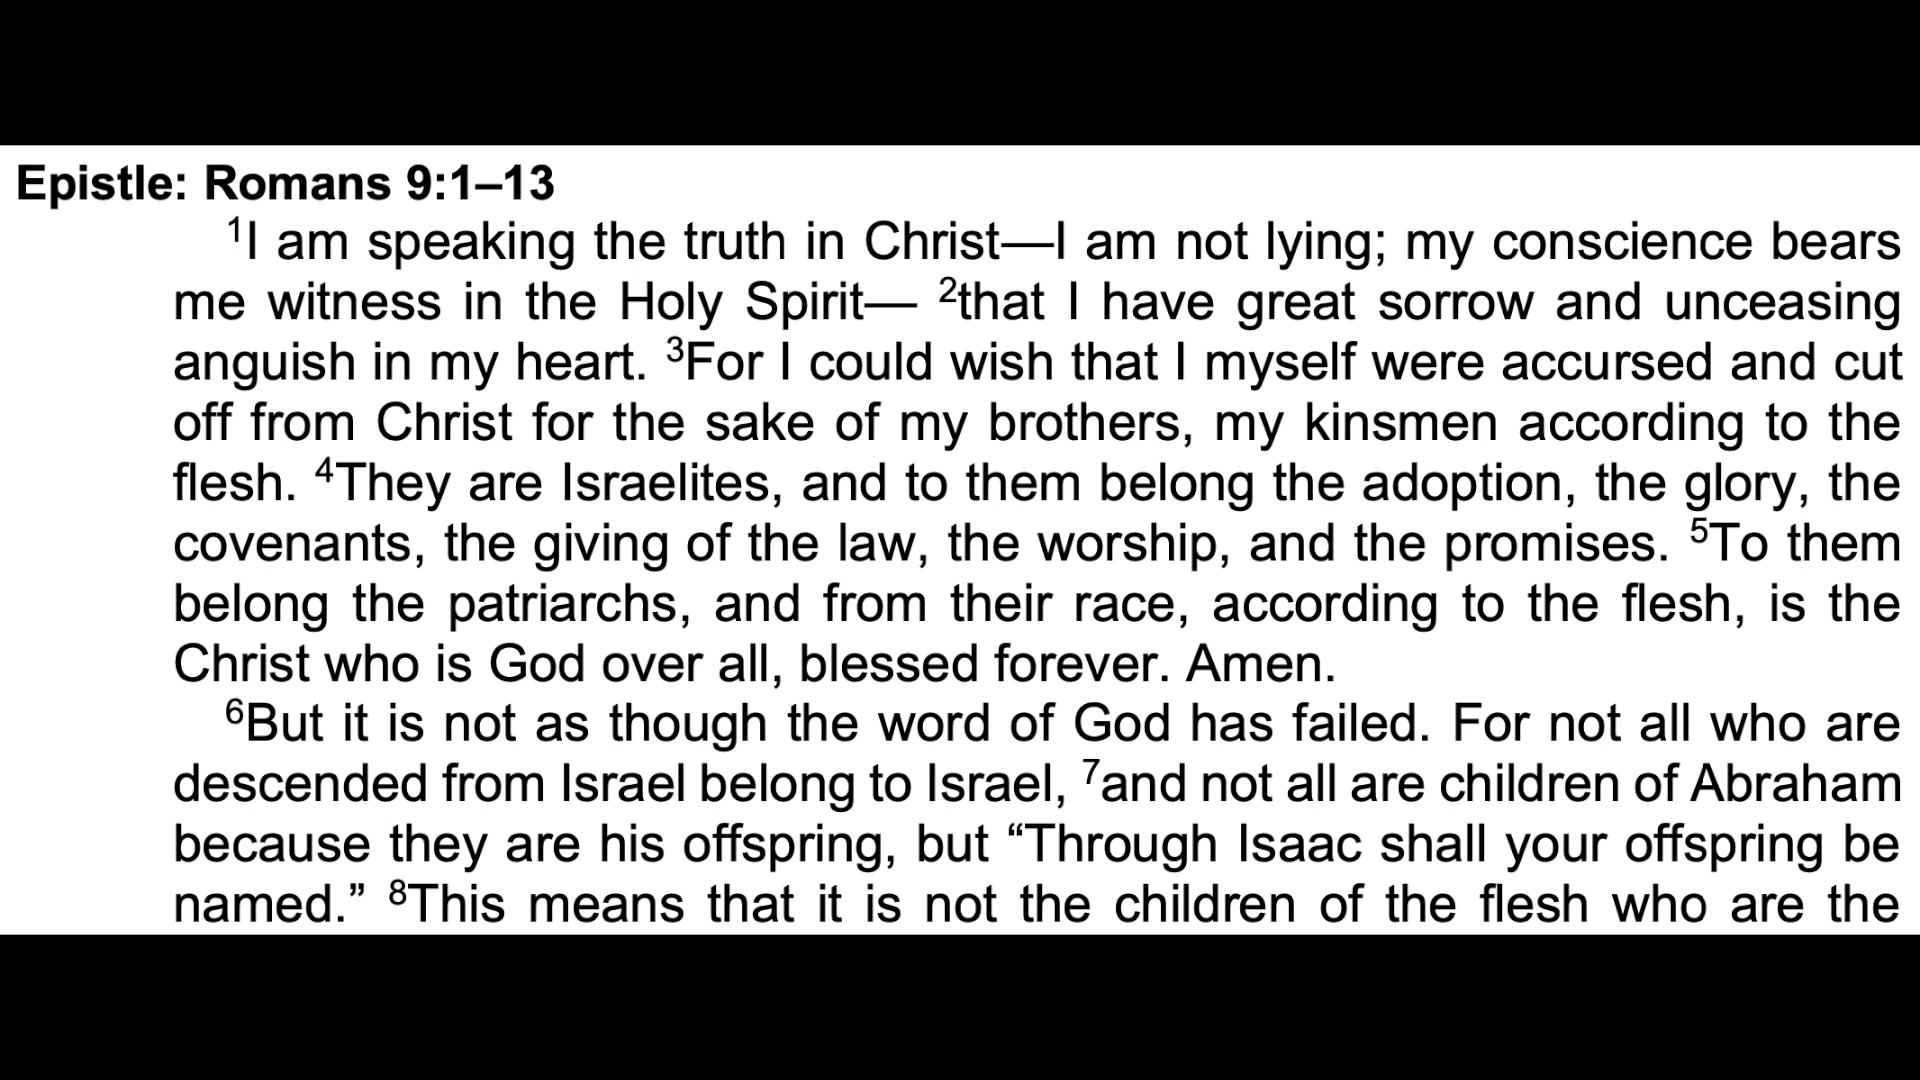 Epistle: Romans 9:1–13
¹I am speaking the truth in Christ—I am not lying; my conscience bears
me witness in the Holy Spirit— ²that I have great sorrow and unceasing
anguish in my heart. ³For I could wish that I myself were accursed and cut
off from Christ for the sake of my brothers, my kinsmen according to the
flesh. ⁴They are Israelites, and to them belong the adoption, the glory, the
covenants, the giving of the law, the worship, and the promises. ⁵To them
belong the patriarchs, and from their race, according to the flesh, is the
Christ who is God over all, blessed forever. Amen.
⁶But it is not as though the word of God has failed. For not all who are
descended from Israel belong to Israel, ⁷and not all are children of Abraham
because they are his offspring, but “Through Isaac shall your offspring be
named.” ⁸This means that it is not the children of the flesh who are the